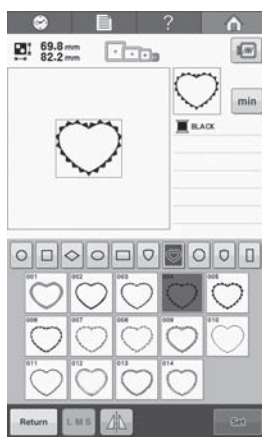 ?
69.8 mm
82.2 mm
min
BLACK
001 002 003 004 005
006 007 008 009 010
011 012 013 014
Return L M S Set